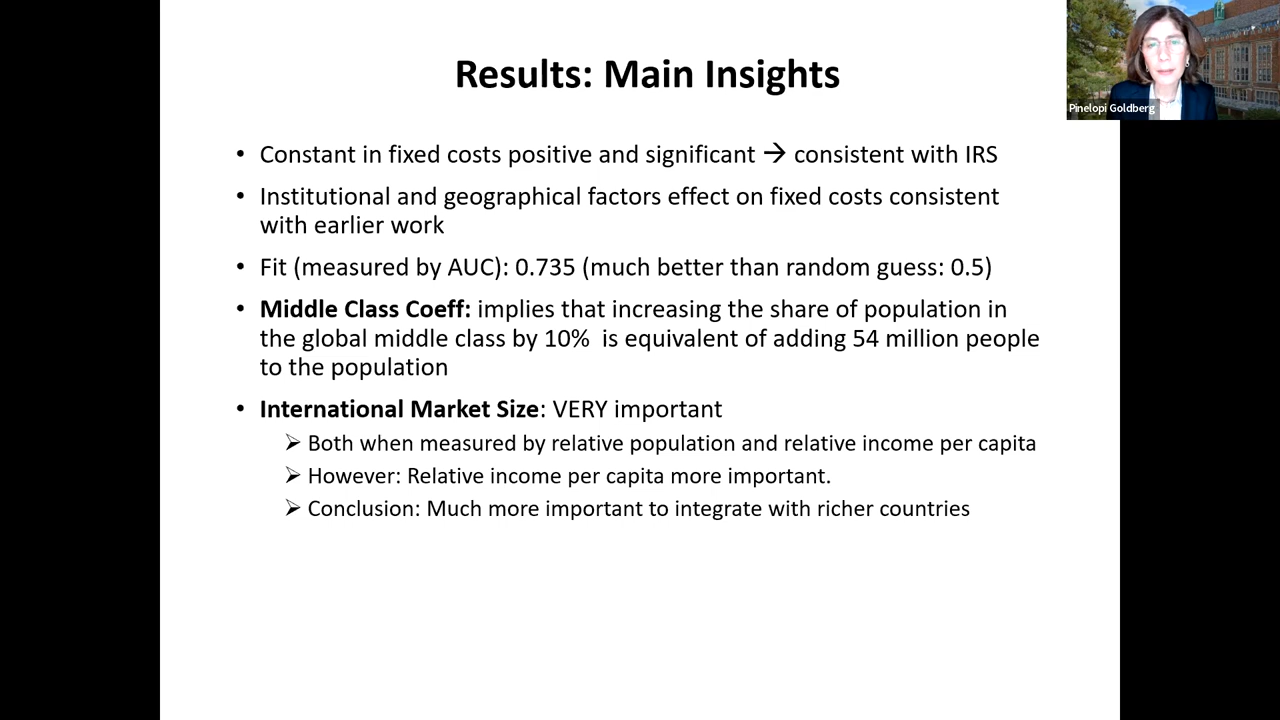 Results: Main Insights
Pinelopi Goldberg
• Constant in fixed costs positive and significant → consistent with IRS
• Institutional and geographical factors effect on fixed costs consistent
with earlier work
• Fit (measured by AUC): 0.735 (much better than random guess: 0.5)
• Middle Class Coeff: implies that increasing the share of population in
the global middle class by 10%  is equivalent of adding 54 million people
to the population
• International Market Size: VERY important
➢ Both when measured by relative population and relative income per capita
➢ However: Relative income per capita more important.
➢ Conclusion: Much more important to integrate with richer countries